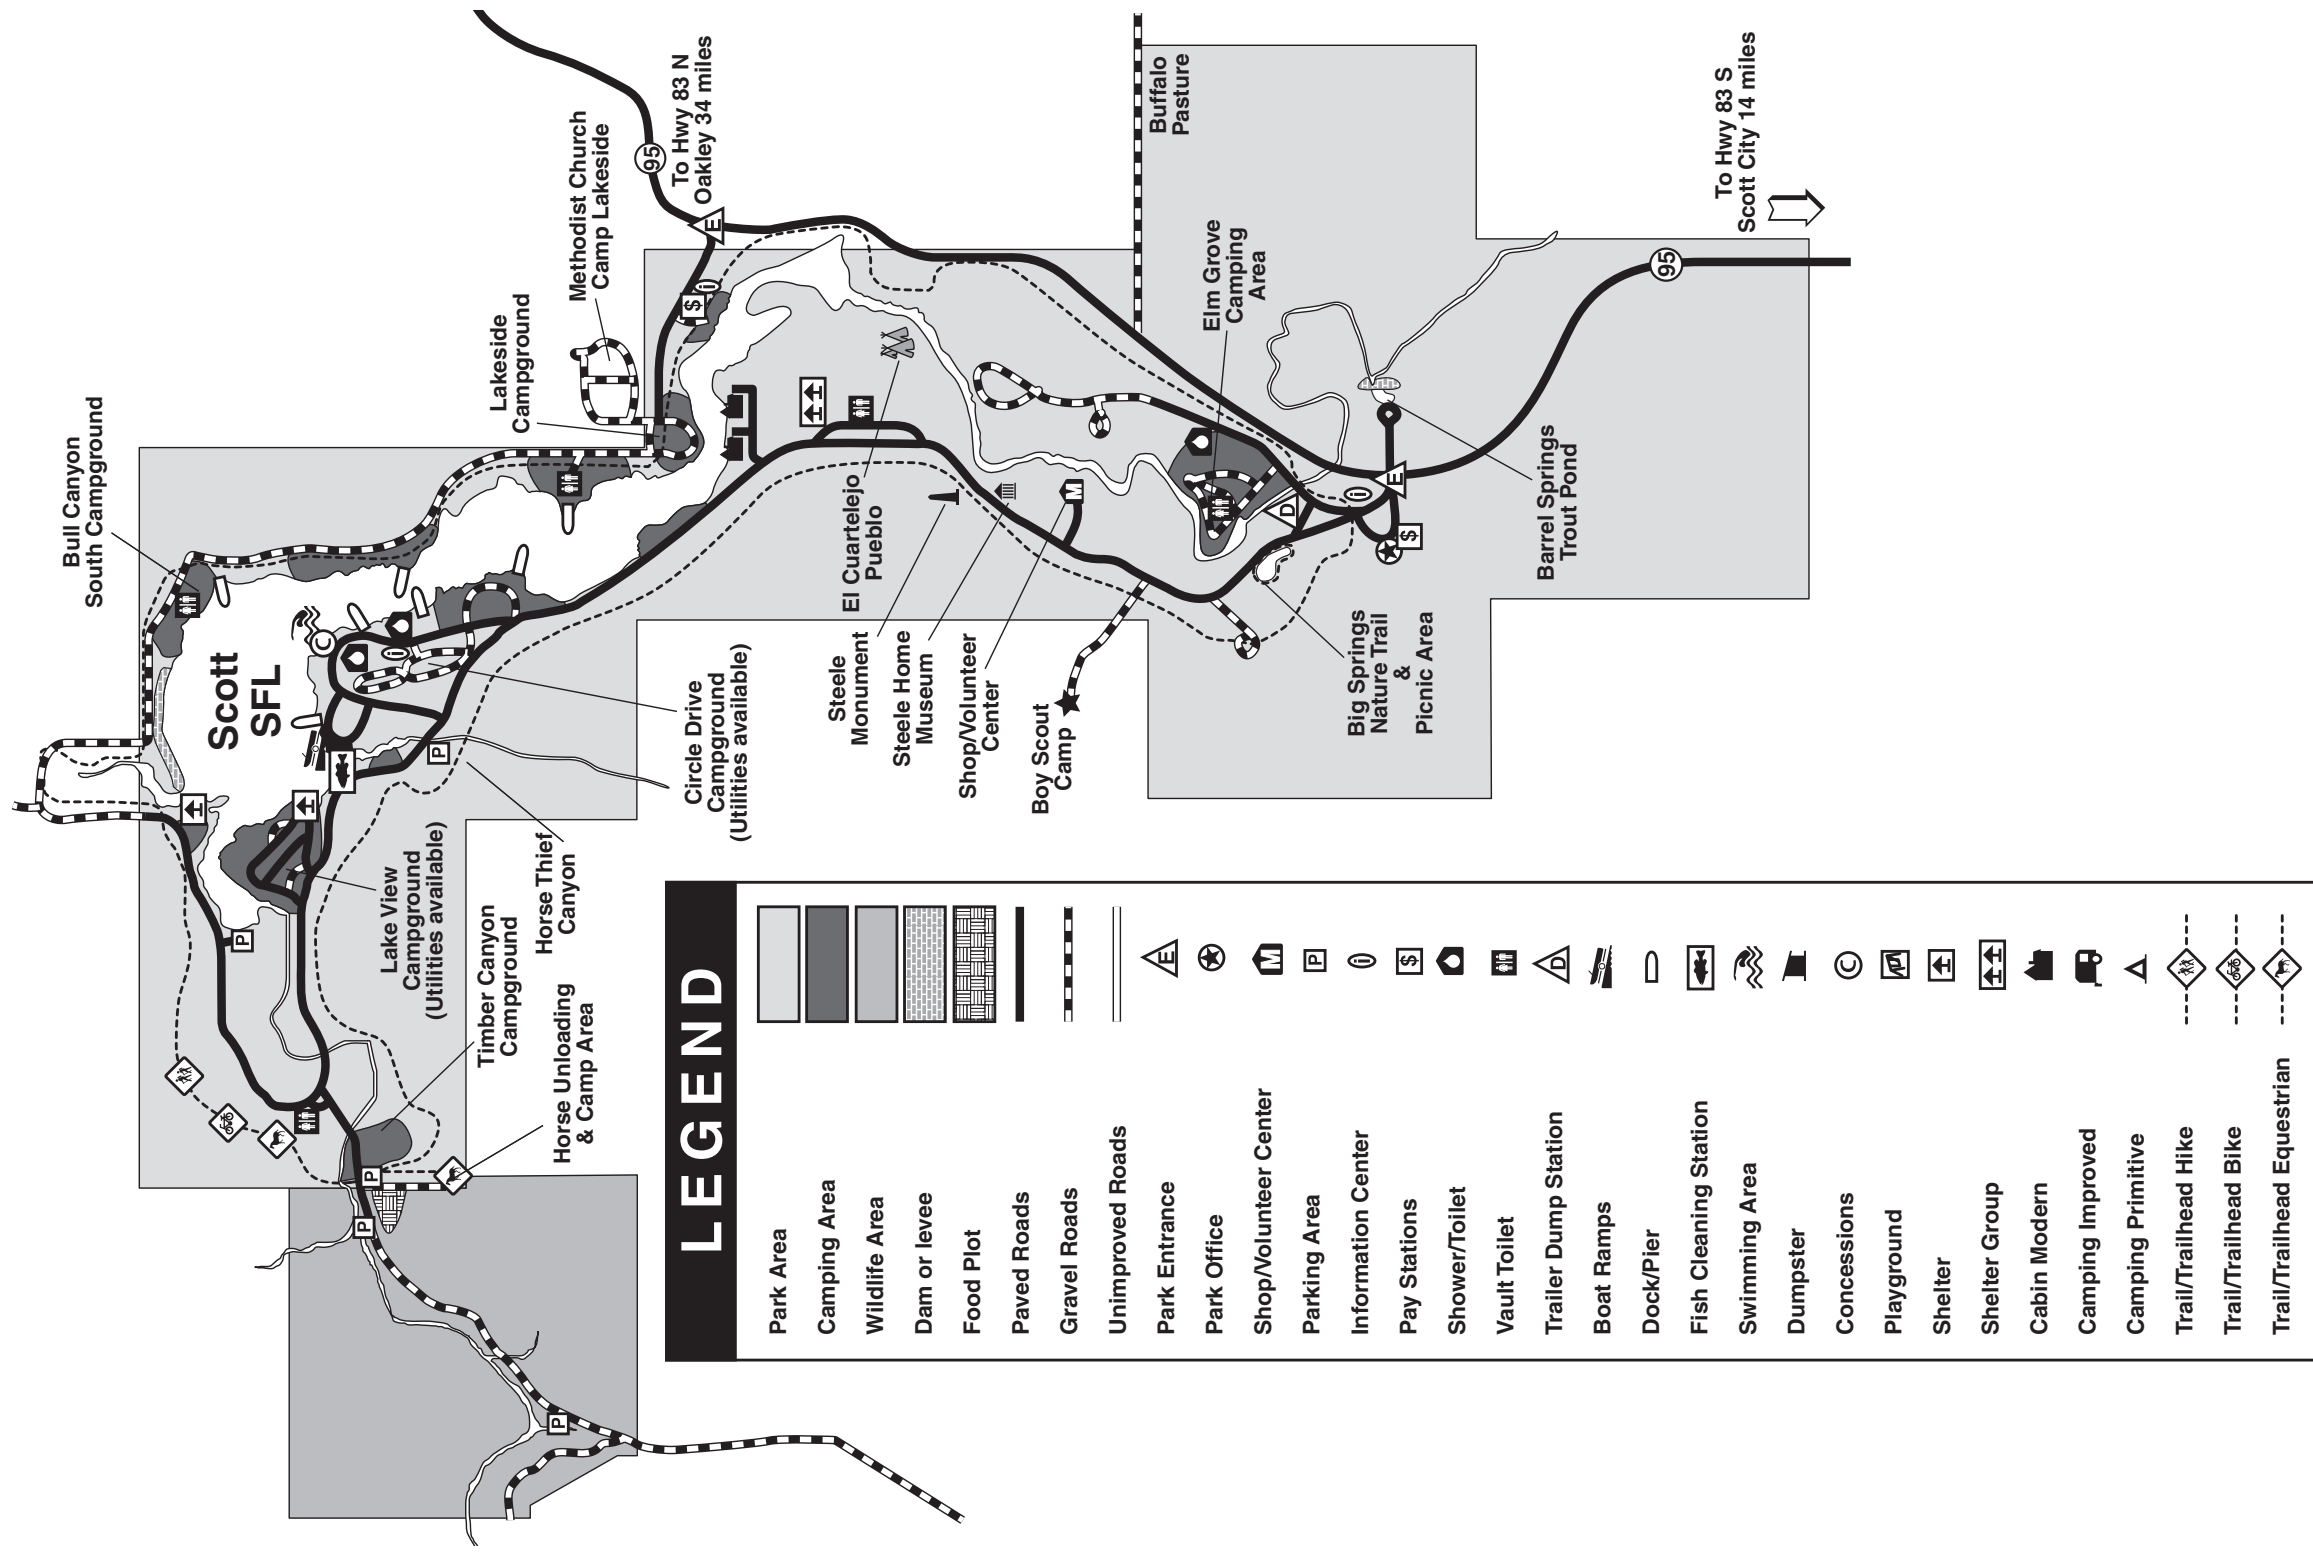 Bull Canyon
South Campground
Lakeside
Campground
Methodist Church
Camp Lakeside
95
To Hwy 83 N
Oakley 34 miles
E
$
i
Buffalo
Pasture
To Hwy 83 S
Scott City 14 miles
95
Elm Grove
Camping
Area
Scott
SFL
C
i
P
El Cuartelejo
Pueblo
M
D
i
E
$
Barrel Springs
Trout Pond
Steele
Monument
Steele Home
Museum
Shop/Volunteer
Center
Boy Scout
Camp
Big Springs
Nature Trail
&
Picnic Area
Circle Drive
Campground
(Utilities available)
Horse Thief
Canyon
Lake View
Campground
(Utilities available)
Timber Canyon
Campground
Horse Unloading
& Camp Area
P
P
P
P
LEGEND
Park Area
Camping Area
Wildlife Area
Dam or levee
Food Plot
Paved Roads
Gravel Roads
Unimproved Roads
Park Entrance
E
Park Office
Shop/Volunteer Center
M
Parking Area
P
Information Center
i
Pay Stations
$
Shower/Toilet
Vault Toilet
Trailer Dump Station
D
Boat Ramps
Dock/Pier
Fish Cleaning Station
Swimming Area
Dumpster
Concessions
C
Playground
Shelter
Shelter Group
Cabin Modern
Camping Improved
Camping Primitive
Trail/Trailhead Hike
Trail/Trailhead Bike
Trail/Trailhead Equestrian